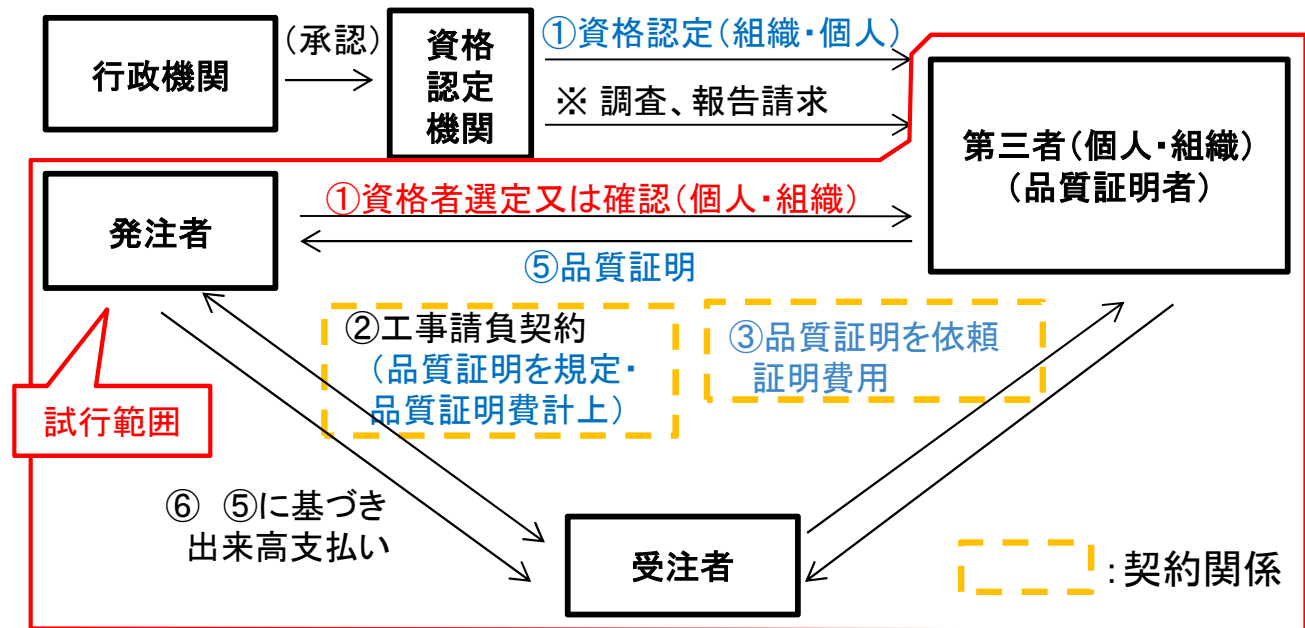 行政機関
(承認)
資格
認定
機関
①資格認定(組織・個人)
※ 調査、報告請求
第三者(個人・組織)
(品質証明者)
発注者
①資格者選定又は確認(個人・組織)
⑤品質証明
②工事請負契約
(品質証明を規定・
品質証明費計上)
③品質証明を依頼
証明費用
試行範囲
⑥ ⑤に基づき
出来高支払い
受注者
:契約関係